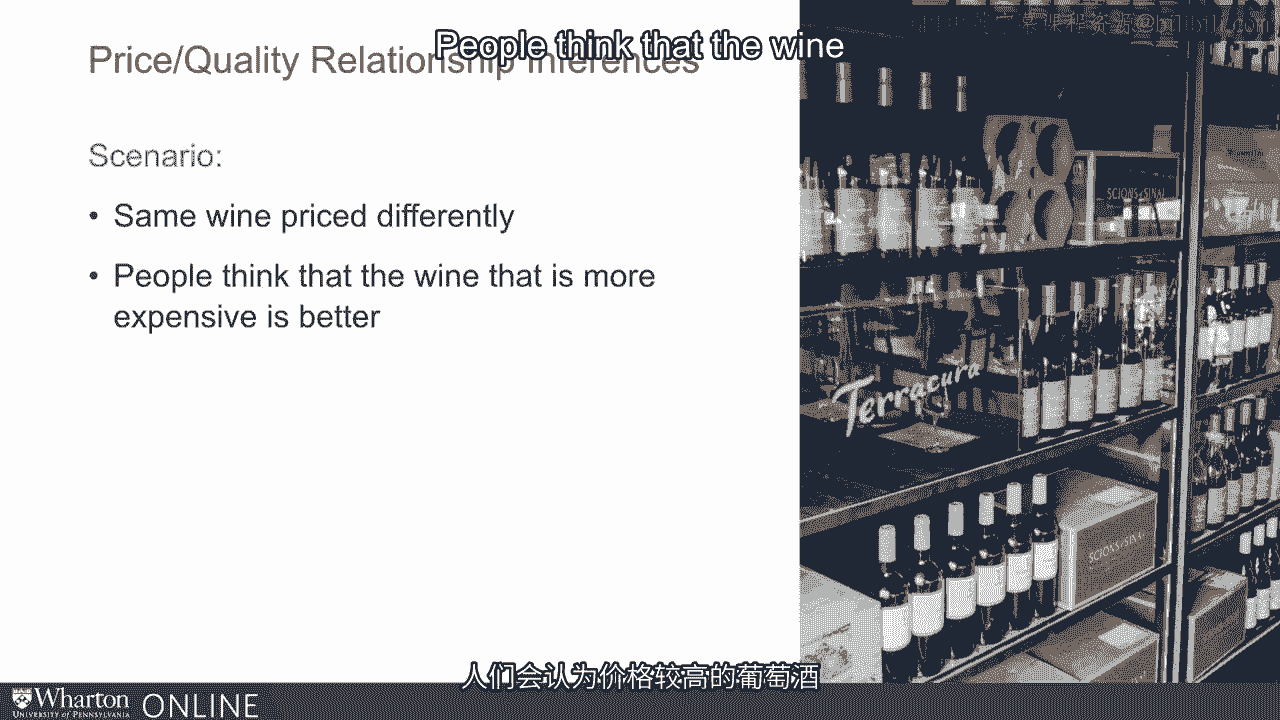 People think that the wine
Price/Quality Relationship Inferences
Scenario:
• Same wine priced differently
• People think that the wine that is more
expensive is better
SCIONS of SINAI
Terracura
SCIONS of SINAI
人们会认为价格较高的葡萄酒
Wharton
UNIVERSITY of PENNSYLVANIA
ONLINE